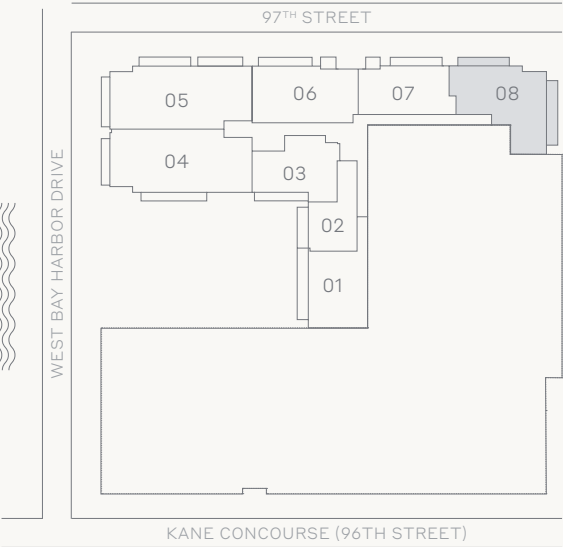 97TH STREET
05
06
07
08
04
03
02
01
WEST BAY HARBOR DRIVE
KANE CONCOURSE (96TH STREET)